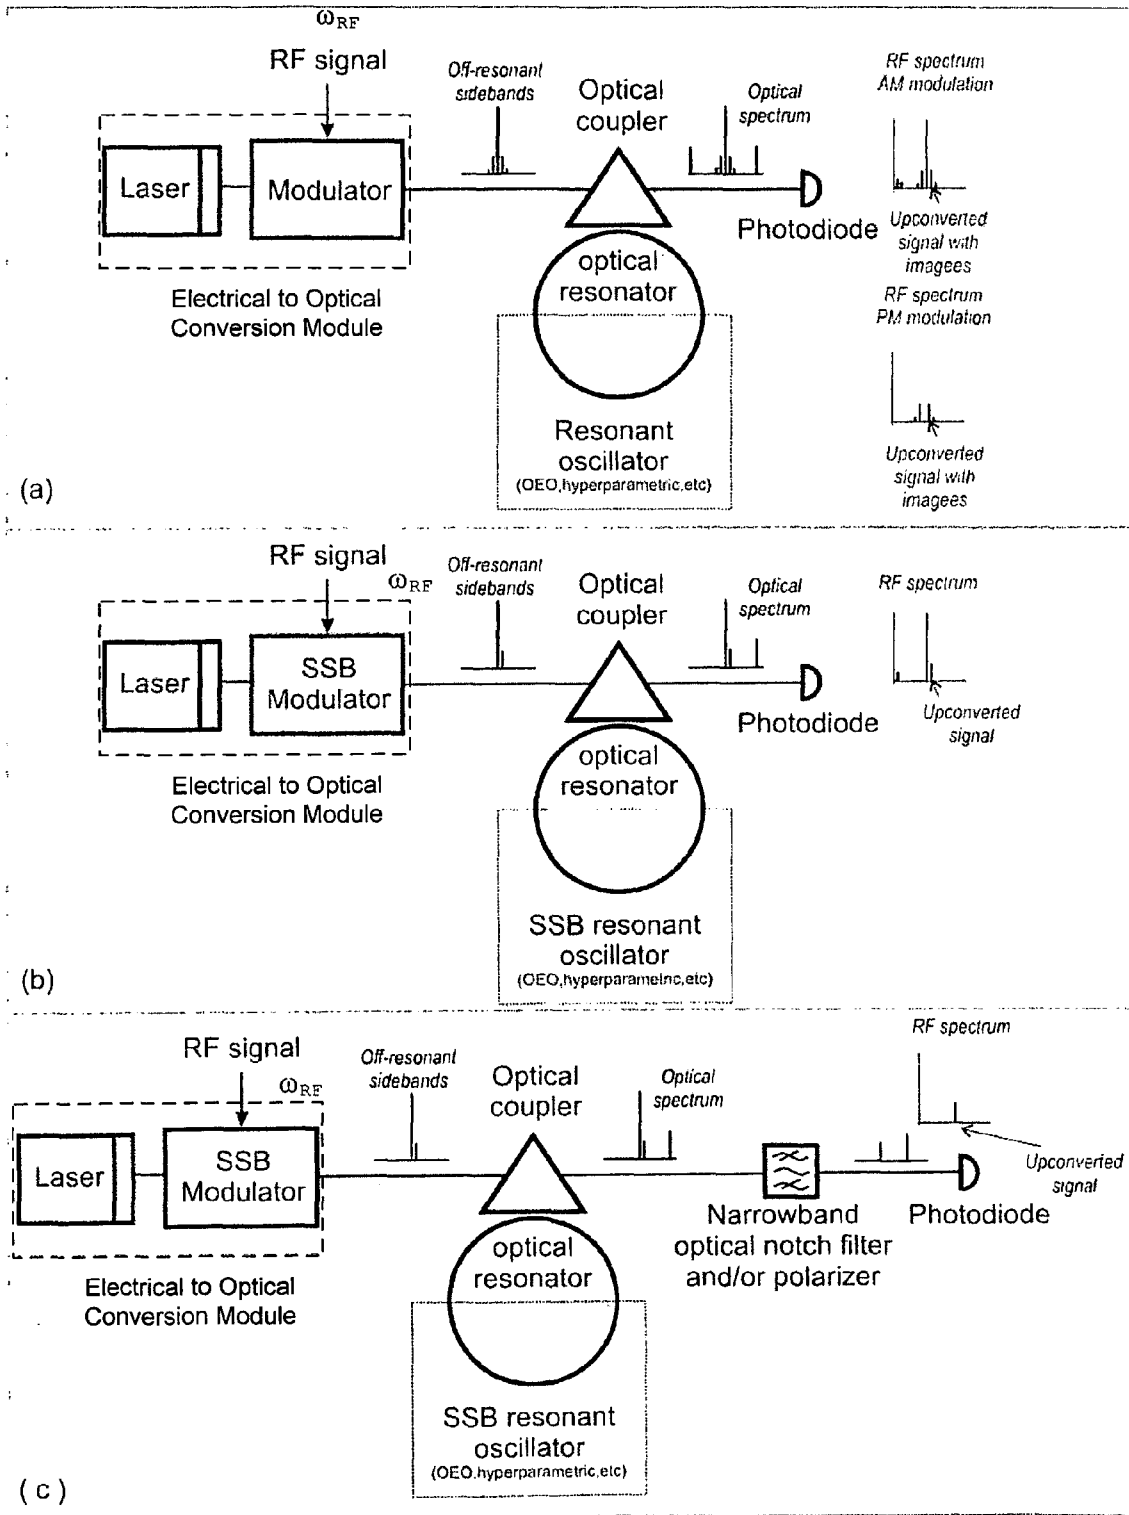 ω_RF
RF signal
Off-resonant
sidebands
Optical
coupler
Optical
spectrum
RF spectrum
AM modulation
Laser
Modulator
Photodiode
Upconverted
signal with
imagees
optical
resonator
Electrical to Optical
Conversion Module
RF spectrum
PM modulation
Resonant
oscillator
(OEO,hyperparametric,etc)
Upconverted
signal with
imagees
(a)
RF signal
ω_RF
Off-resonant
sidebands
Optical
coupler
Optical
spectrum
RF spectrum
Laser
SSB
Modulator
Photodiode
Upconverted
signal
optical
resonator
Electrical to Optical
Conversion Module
SSB resonant
oscillator
(OEO,hyperparametric,etc)
(b)
RF signal
ω_RF
Off-resonant
sidebands
Optical
coupler
Optical
spectrum
RF spectrum
Laser
SSB
Modulator
Upconverted
signal
Narrowband
optical notch filter
and/or polarizer
Photodiode
optical
resonator
Electrical to Optical
Conversion Module
SSB resonant
oscillator
(OEO,hyperparametric,etc)
(c)